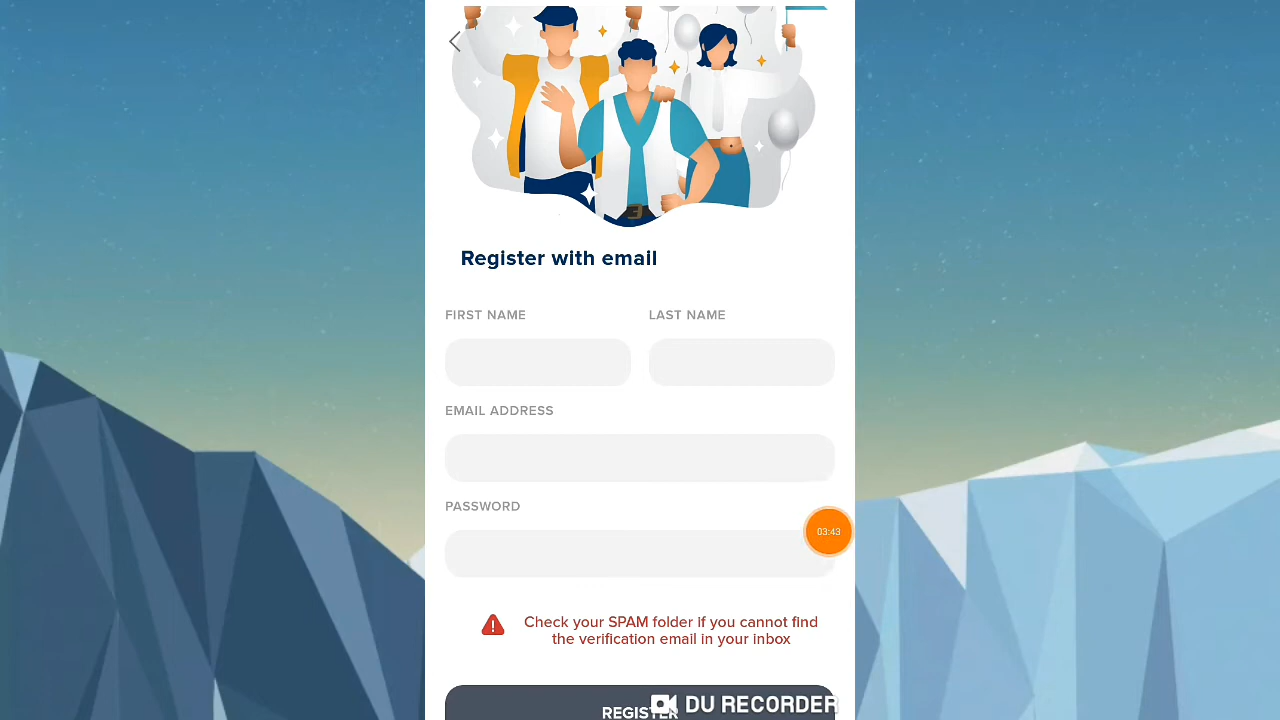 Register with email
FIRST NAME
LAST NAME
EMAIL ADDRESS
PASSWORD
03:43
Check your SPAM folder if you cannot find
the verification email in your inbox
REGISTER
DU RECORDER